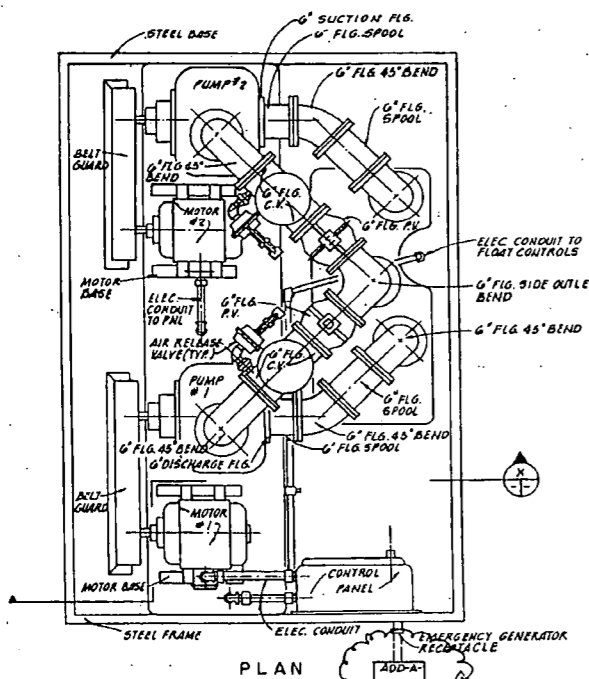 6" SUCTION FLG.
STEEL BASE
6" FLG. SPOOL
6" FLG. 45° BEND
PUMP #2
6" FLG.
SPOOL
BELT
GUARD
6" FLG 45°
BEND
6" FLG.
C.V.
MOTOR
#2
6" FLG. P.V.
ELEC CONDUIT TO
FLOAT CONTROLS
MOTOR
BASE
6" FLG. SIDE OUTLE
BEND
ELEC
CONDUIT
TO PNL
6" FLG.
P.V.
6" FLG. 45° BEND
AIR RELEASE
VALVE (TYP.)
6" FLG
C.V.
PUMP
#1
6" FLG.
SPOOL
6" FLG. 45° BEND
6" FLG. 45° BEND
6" FLG. SPOOL
6" DISCHARGE FLG.
X
BELT
GUARD
MOTOR
#1
CONTROL
PANEL
MOTOR BASE
STEEL FRAME
ELEC. CONDUIT
EMERGENCY GENERATOR
RECEPTACLE
PLAN
ADD-A-